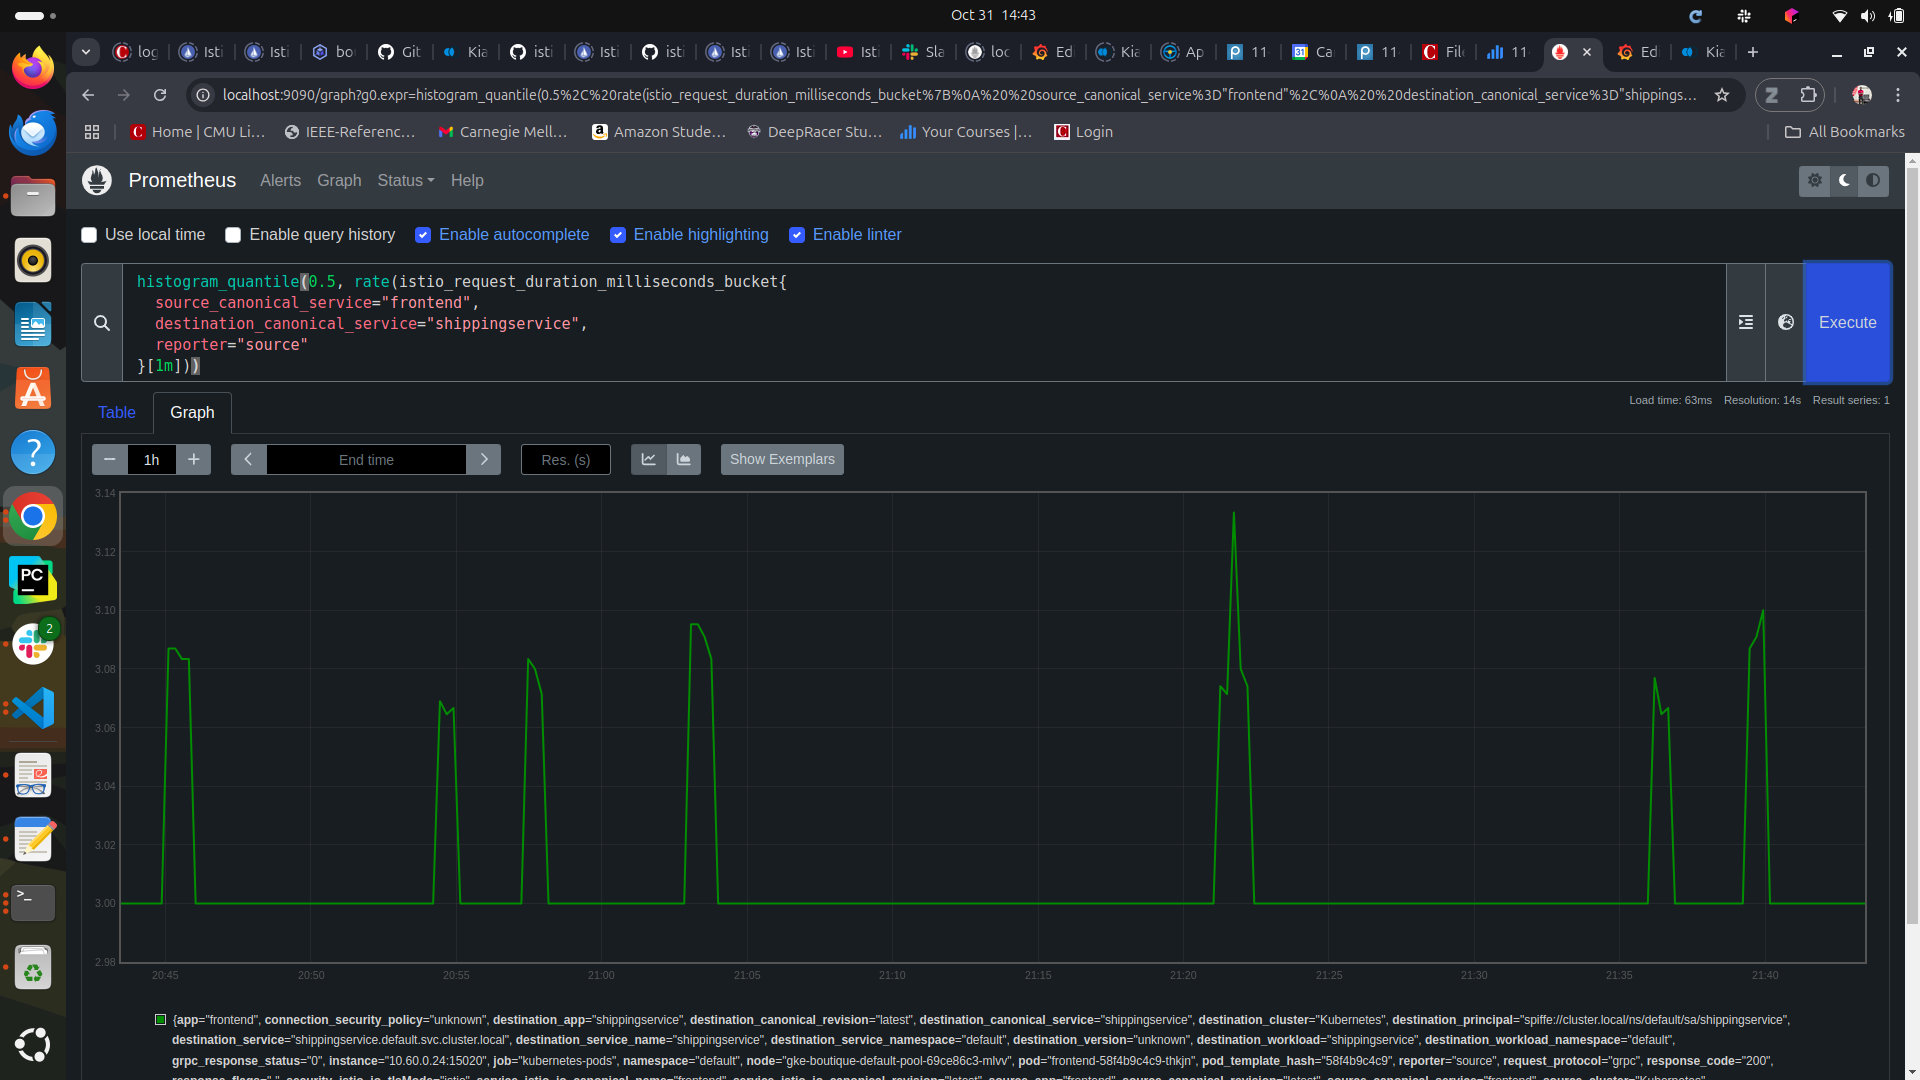 Oct 31 14:43
log
Isti
Isti
bo
Git
Kia
isti
Isti
isti
Isti
Isti
Isti
Sla
loc
Edi
Kia
Ap
11-
Ca
11-
File
11-
Edi
Kia
localhost:9090/graph?g0.expr=histogram_quantile(0.5%2C%20rate(istio_request_duration_milliseconds_bucket%7B%0A%20%20source_canonical_service%3D"frontend"%2C%0A%20%20destination_canonical_service%3D"shippings...
Home | CMU Li...
IEEE-Referenc...
Carnegie Mell...
Amazon Stude...
DeepRacer Stu...
Your Courses |...
Login
All Bookmarks
Prometheus Alerts Graph Status Help
Use local time Enable query history Enable autocomplete Enable highlighting Enable linter
histogram_quantile(0.5, rate(istio_request_duration_milliseconds_bucket{
source_canonical_service="frontend",
destination_canonical_service="shippingservice",
reporter="source"
}[1m]))
Execute
Load time: 63ms Resolution: 14s Result series: 1
Table Graph
1h End time Res. (s) Show Exemplars
3.14
3.12
3.10
3.08
3.06
3.04
3.02
3.00
2.98
20:45 20:50 20:55 21:00 21:05 21:10 21:15 21:20 21:25 21:30 21:35 21:40
{app="frontend", connection_security_policy="unknown", destination_app="shippingservice", destination_canonical_revision="latest", destination_canonical_service="shippingservice", destination_cluster="Kubernetes", destination_principal="spiffe://cluster.local/ns/default/sa/shippingservice",
destination_service="shippingservice.default.svc.cluster.local", destination_service_name="shippingservice", destination_service_namespace="default", destination_version="unknown", destination_workload="shippingservice", destination_workload_namespace="default",
grpc_response_status="0", instance="10.60.0.24:15020", job="kubernetes-pods", namespace="default", node="gke-boutique-default-pool-69ce86c3-mlvv", pod="frontend-58f4b9c4c9-thkjn", pod_template_hash="58f4b9c4c9", reporter="source", request_protocol="grpc", response_code="200",
PC
2